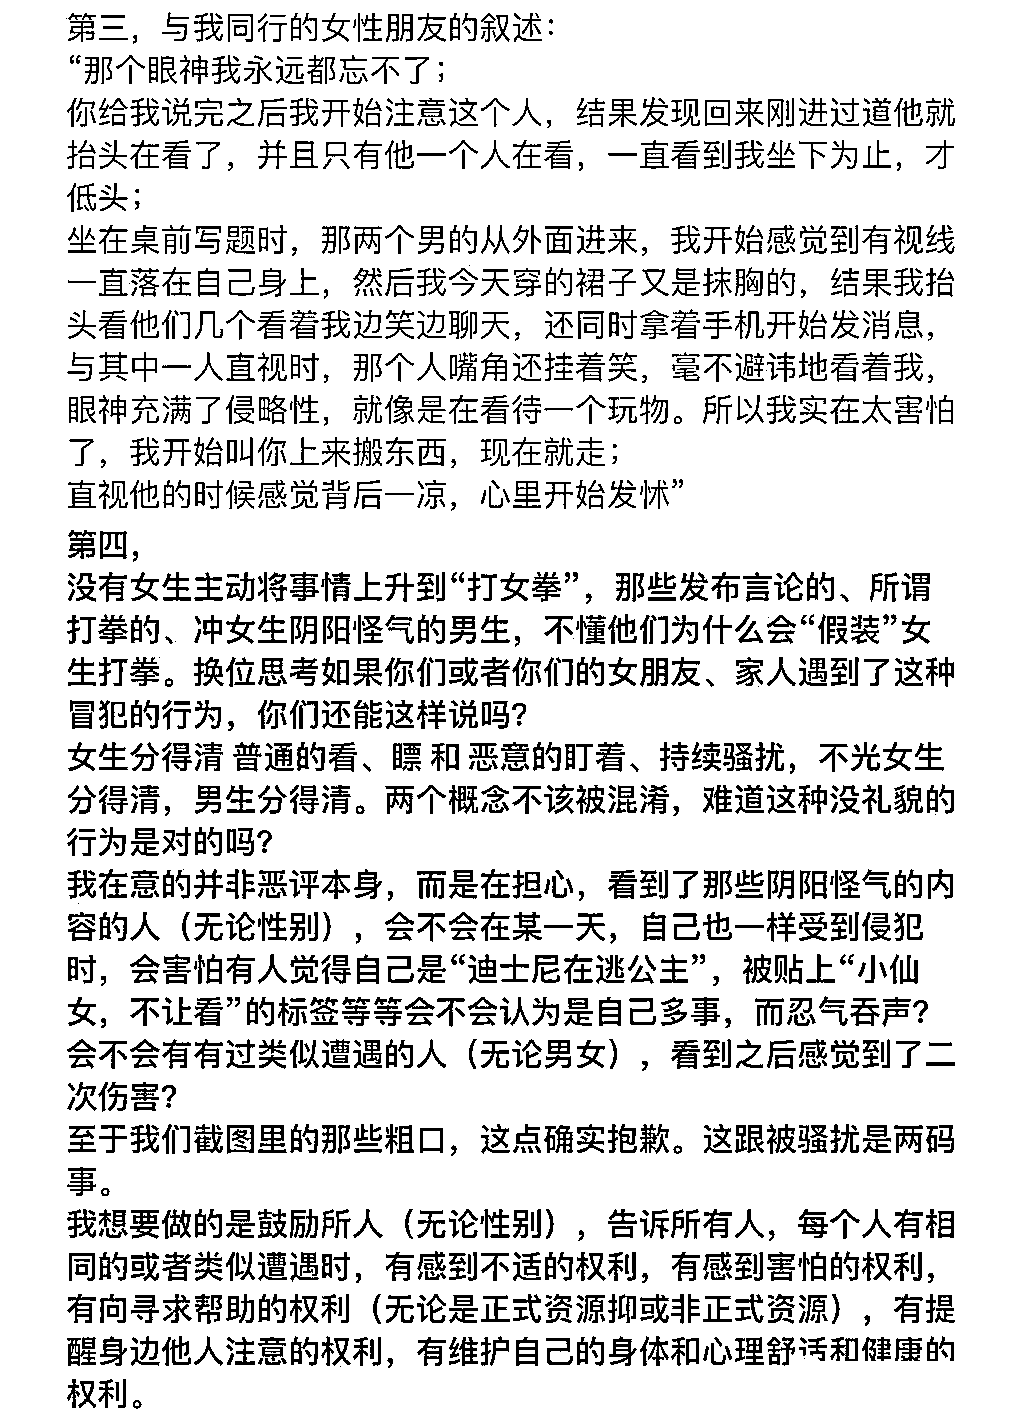 第三，与我同行的女性朋友的叙述：
“那个眼神我永远都忘不了；
你给我说完之后我开始注意这个人，结果发现回来刚进过道他就
抬头在看了，并且只有他一个人在看，一直看到我坐下为止，才
低头；
坐在桌前写题时，那两个男的从外面进来，我开始感觉到有视线
一直落在自己身上，然后我今天穿的裙子又是抹胸的，结果我抬
头看他们几个看着我边笑边聊天，还同时拿着手机开始发消息，
与其中一人直视时，那个人嘴角还挂着笑，毫不避讳地看着我，
眼神充满了侵略性，就像是在看待一个玩物。所以我实在太害怕
了，我开始叫你上来搬东西，现在就走；
直视他的时候感觉背后一凉，心里开始发怵”
第四，
没有女生主动将事情上升到“打女拳”，那些发布言论的、所谓
打拳的、冲女生阴阳怪气的男生，不懂他们为什么会“假装”女
生打拳。换位思考如果你们或者你们的女朋友、家人遇到了这种
冒犯的行为，你们还能这样说吗？
女生分得清 普通的看、瞟 和 恶意的盯着、持续骚扰，不光女生
分得清，男生分得清。两个概念不该被混淆，难道这种没礼貌的
行为是对的吗？
我在意的并非恶评本身，而是在担心，看到了那些阴阳怪气的内
容的人（无论性别），会不会在某一天，自己也一样受到侵犯
时，会害怕有人觉得自己是“迪士尼在逃公主”，被贴上“小仙
女，不让看”的标签等等会不会认为是自己多事，而忍气吞声？
会不会有有过类似遭遇的人（无论男女），看到之后感觉到了二
次伤害？
至于我们截图里的那些粗口，这点确实抱歉。这跟被骚扰是两码
事。
我想要做的是鼓励所人（无论性别），告诉所有人，每个人有相
同的或者类似遭遇时，有感到不适的权利，有感到害怕的权利，
有向寻求帮助的权利（无论是正式资源抑或非正式资源），有提
醒身边他人注意的权利，有维护自己的身体和心理舒适和健康的
权利。